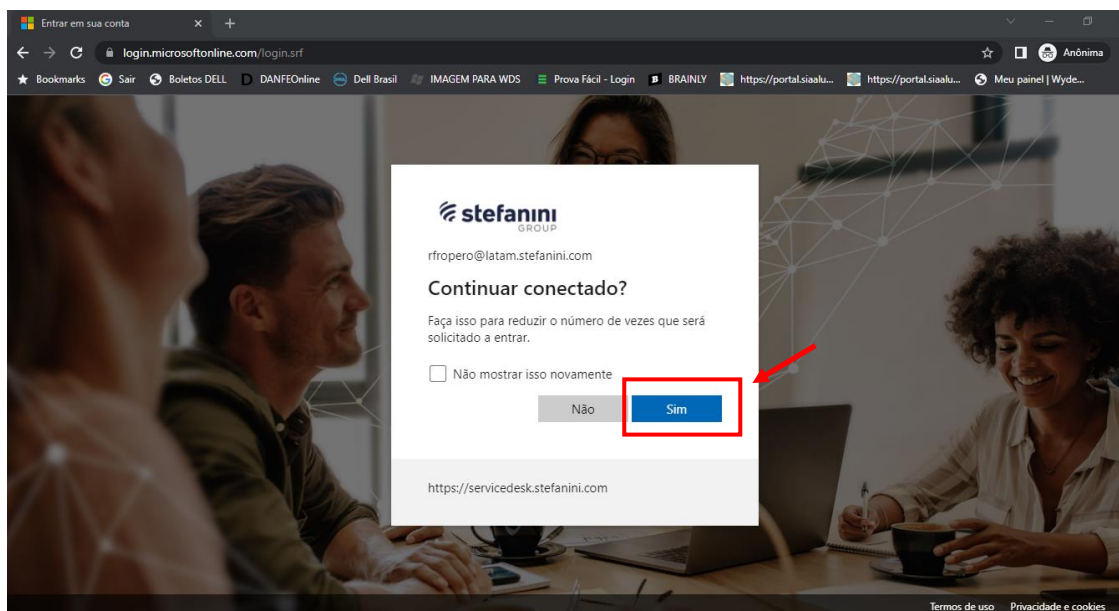 Entrar em sua conta
login.microsoftonline.com/login.srf
Anônima
Bookmarks
Sair
Boletos DELL
DANFEOnline
Dell Brasil
IMAGEM PARA WDS
Prova Fácil - Login
BRAINLY
https://portal.siaalu...
https://portal.siaalu...
Meu painel | Wyde...
stefanini
GROUP
rfropero@latam.stefanini.com
Continuar conectado?
Faça isso para reduzir o número de vezes que será
solicitado a entrar.
Não mostrar isso novamente
Não
Sim
https://servicedesk.stefanini.com
Termos de uso
Privacidade e cookies